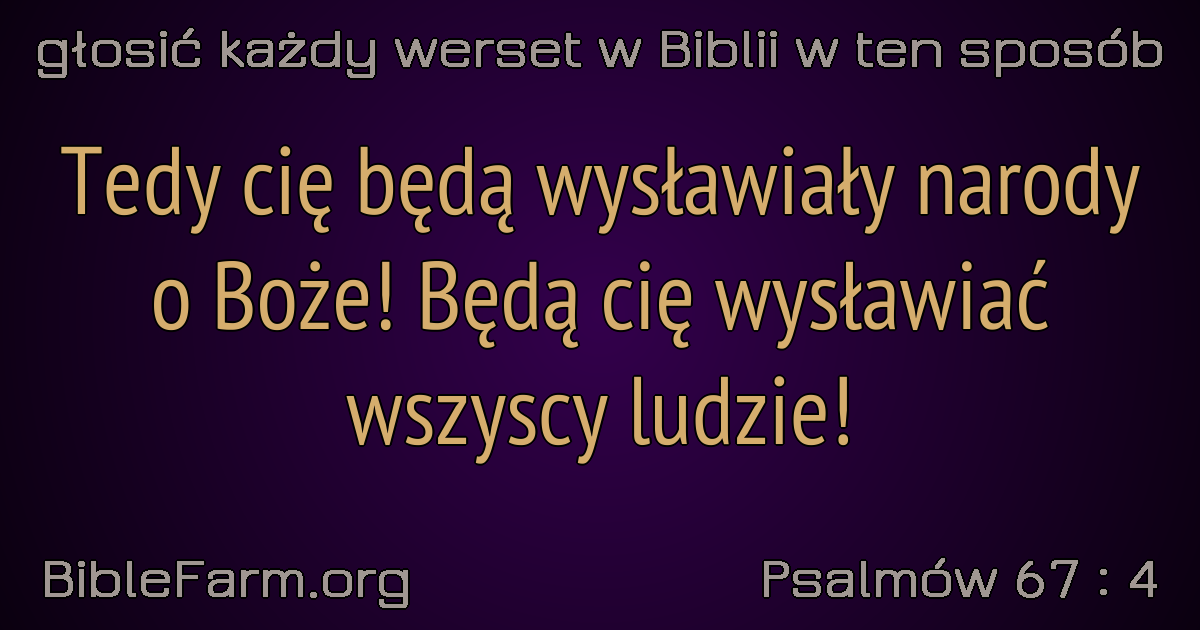 głosić każdy werset w Biblii w ten sposób
Tedy cię będą wysławiały narody
o Boże! Będą cię wysławiać
wszyscy ludzie!
BibleFarm.org
Psalmów 67 : 4